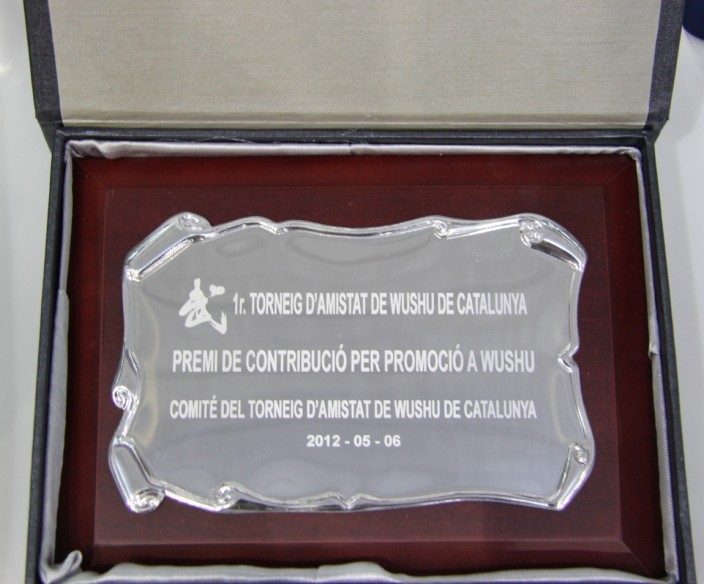 武 1r. TORNEIG D'AMISTAT DE WUSHU DE CATALUNYA
PREMI DE CONTRIBUCIÓ PER PROMOCIÓ A WUSHU
COMITÉ DEL TORNEIG D'AMISTAT DE WUSHU DE CATALUNYA
2012 - 05 - 06